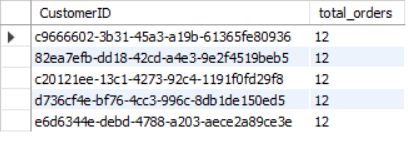 CustomerID total_orders
c9666602-3b31-45a3-a19b-61365fe80936 12
82ea7efb-dd18-42cd-a4e3-9e2f4519beb5 12
c20121ee-13c1-4273-92c4-1191f0fd29f8 12
d736cf4e-bf76-4cc3-996c-8db1de150ed5 12
e6d6344e-debd-4788-a203-aece2a89ce3e 12